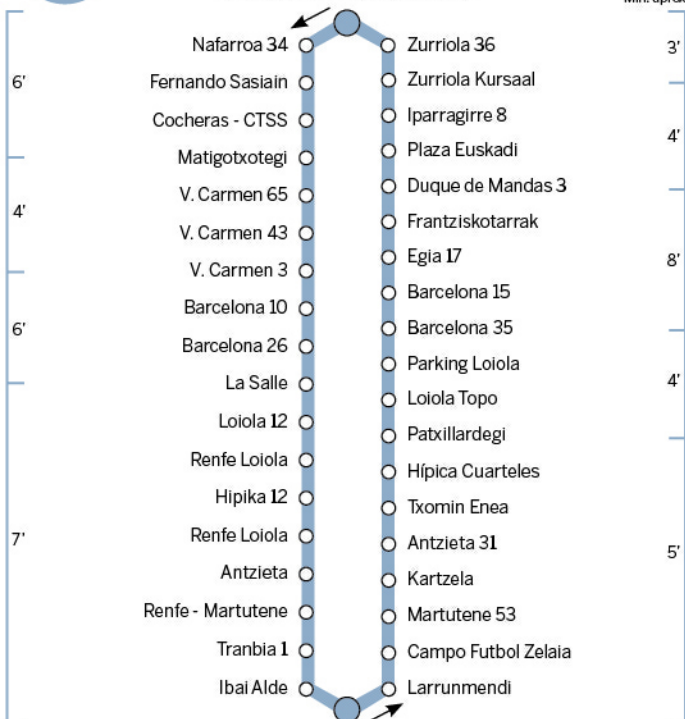 Nafarroa 34
Fernando Sasiain
Cocheras - CTSS
Matigotxotegi
V. Carmen 65
V. Carmen 43
V. Carmen 3
Barcelona 10
Barcelona 26
La Salle
Loiola 12
Renfe Loiola
Hipika 12
Renfe Loiola
Antzieta
Renfe - Martutene
Tranbia 1
Ibai Alde
6'
4'
6'
7'
Zurriola 36
Zurriola Kursaal
Iparragirre 8
Plaza Euskadi
Duque de Mandas 3
Frantziskotarrak
Egia 17
Barcelona 15
Barcelona 35
Parking Loiola
Loiola Topo
Patxillardegi
Hípica Cuarteles
Txomin Enea
Antzieta 31
Kartzela
Martutene 53
Campo Futbol Zelaia
Larrunmendi
3'
4'
8'
4'
5'